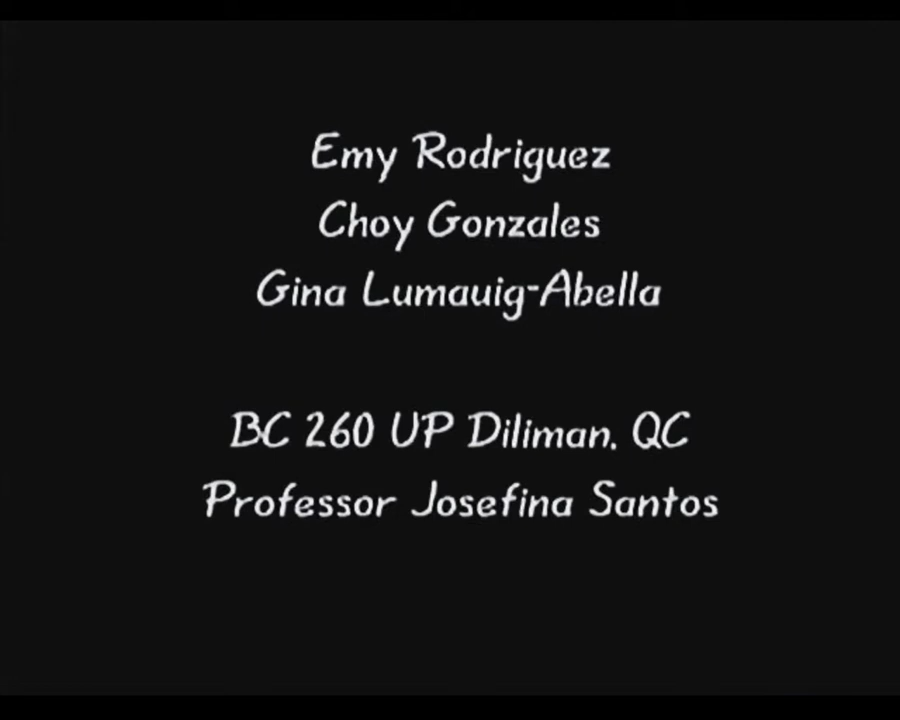 Emy Rodriguez
Choy Gonzales
Gina Lumauig-Abella
BC 260 UP Diliman. QC
Professor Josefina Santos